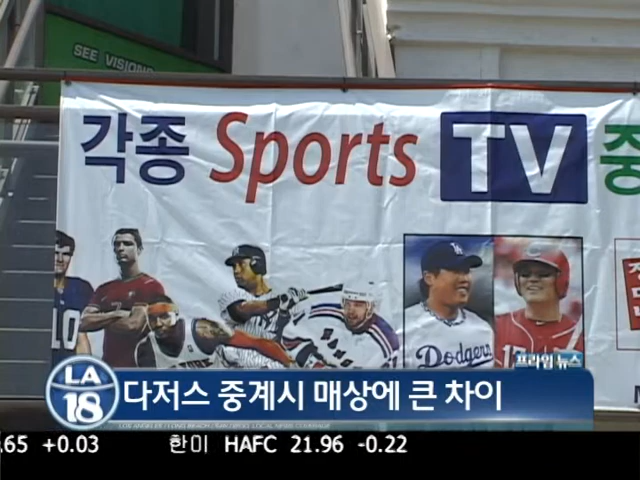 SEE VISION
각종 Sports TV 중
10
Dodgers
프라임 뉴스
LA 18
다저스 중계시 매상에 큰 차이
.65 +0.03 한미 HAFC 21.96 -0.22